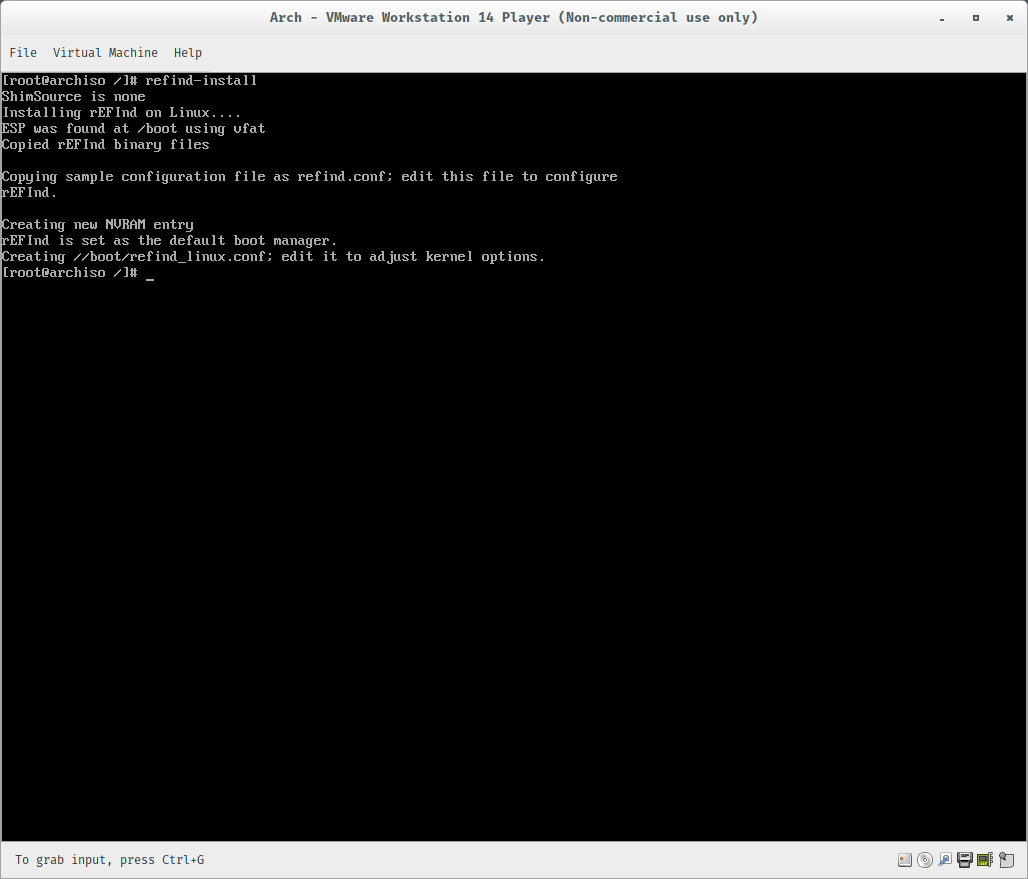 Arch - VMware Workstation 14 Player (Non-commercial use only)
File Virtual Machine Help
[root@archiso /]# refind-install
ShimSource is none
Installing rEFInd on Linux....
ESP was found at /boot using vfat
Copied rEFInd binary files
Copying sample configuration file as refind.conf; edit this file to configure
rEFInd.
Creating new NVRAM entry
rEFInd is set as the default boot manager.
Creating //boot/refind_linux.conf; edit it to adjust kernel options.
[root@archiso /]# _
To grab input, press Ctrl+G